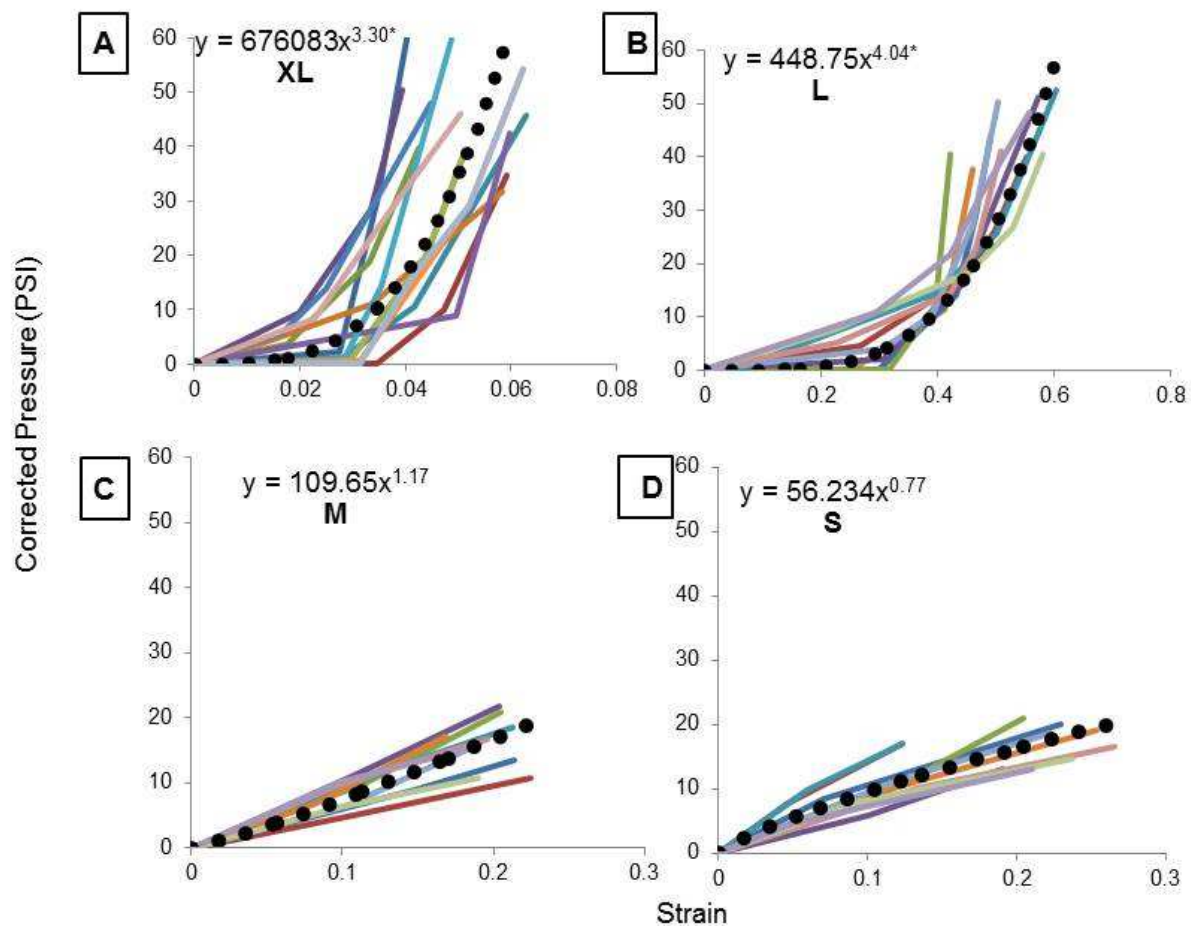 A
y = 676083x^3.30*
XL
60
50
40
30
20
10
0
0 0.02 0.04 0.06 0.08
B
y = 448.75x^4.04*
L
60
50
40
30
20
10
0
0 0.2 0.4 0.6 0.8
C
y = 109.65x^1.17
M
60
50
40
30
20
10
0
0 0.1 0.2 0.3
D
y = 56.234x^0.77
S
60
50
40
30
20
10
0
0 0.1 0.2 0.3
Corrected Pressure (PSI)
Strain